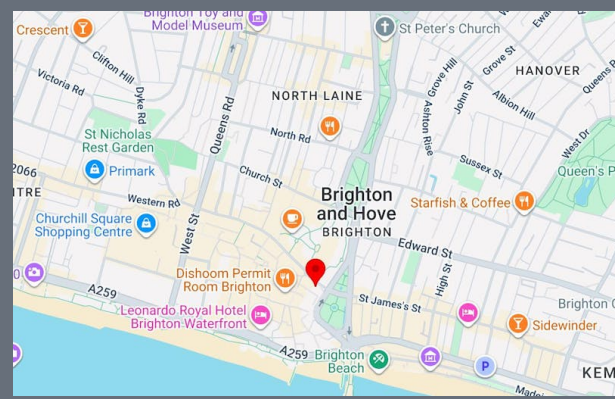 Brighton Toy and
Model Museum
Crescent
St Peter's Church
Clifton Hill
Grove Hill
Grove St
HANOVER
Victoria Rd
Dyke Rd
Queens Rd
NORTH LAINE
John St
Albion Hill
Ashton Rise
St Nicholas
Rest Garden
North Rd
West Dr
2066
Primark
Church St
Sussex St
Queen's P
TRE
Western Rd
Brighton
and Hove
BRIGHTON
Starfish & Coffee
Churchill Square
Shopping Centre
West St
Edward St
High St
0
A259
Dishoom Permit
Room Brighton
St James's St
Brighton C
Leonardo Royal Hotel
Brighton Waterfront
Sidewinder
A259
Brighton
Beach
P
KEM
Madei